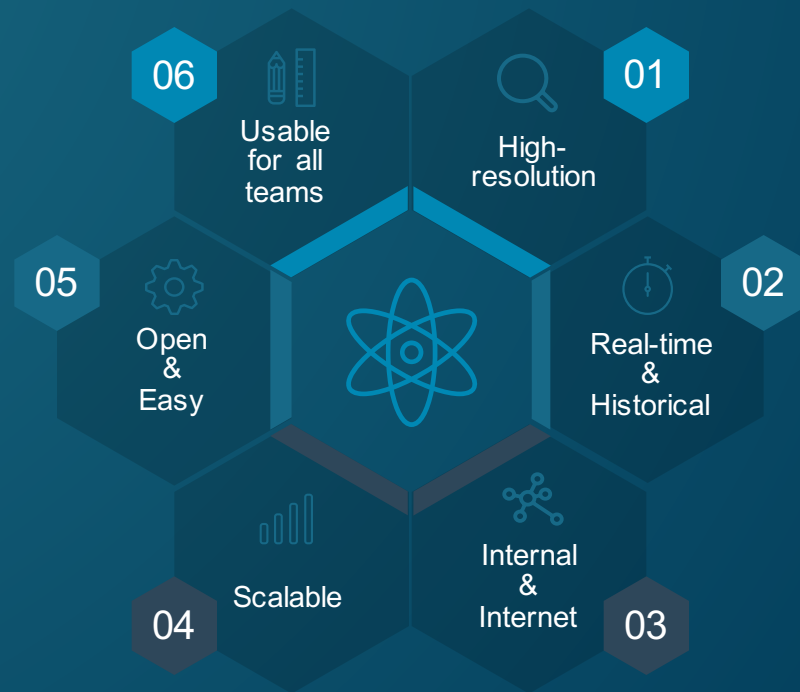 01
High-
resolution
02
Real-time
&
Historical
03
Internal
&
Internet
04
Scalable
05
Open
&
Easy
06
Usable
for all
teams